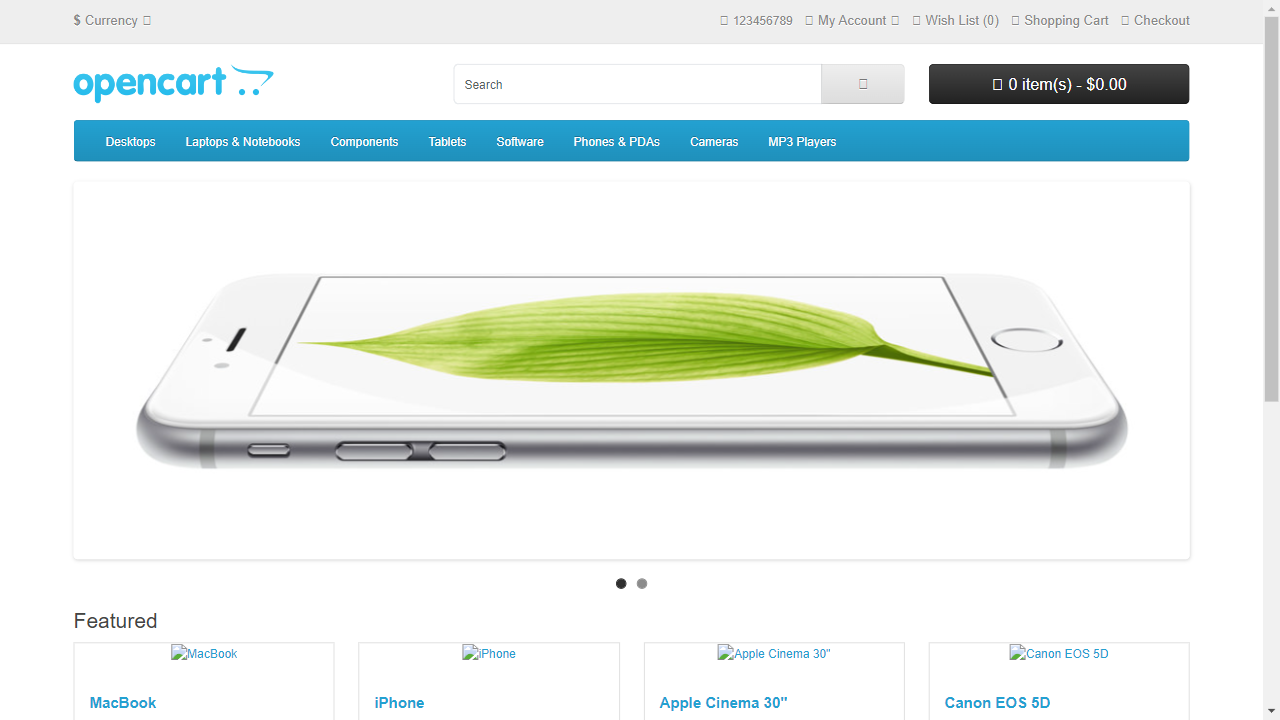 $ Currency
123456789 My Account Wish List (0) Shopping Cart Checkout
opencart
Search
0 item(s) - $0.00
Desktops Laptops & Notebooks Components Tablets Software Phones & PDAs Cameras MP3 Players
Featured
MacBook iPhone Apple Cinema 30" Canon EOS 5D
MacBook iPhone Apple Cinema 30" Canon EOS 5D